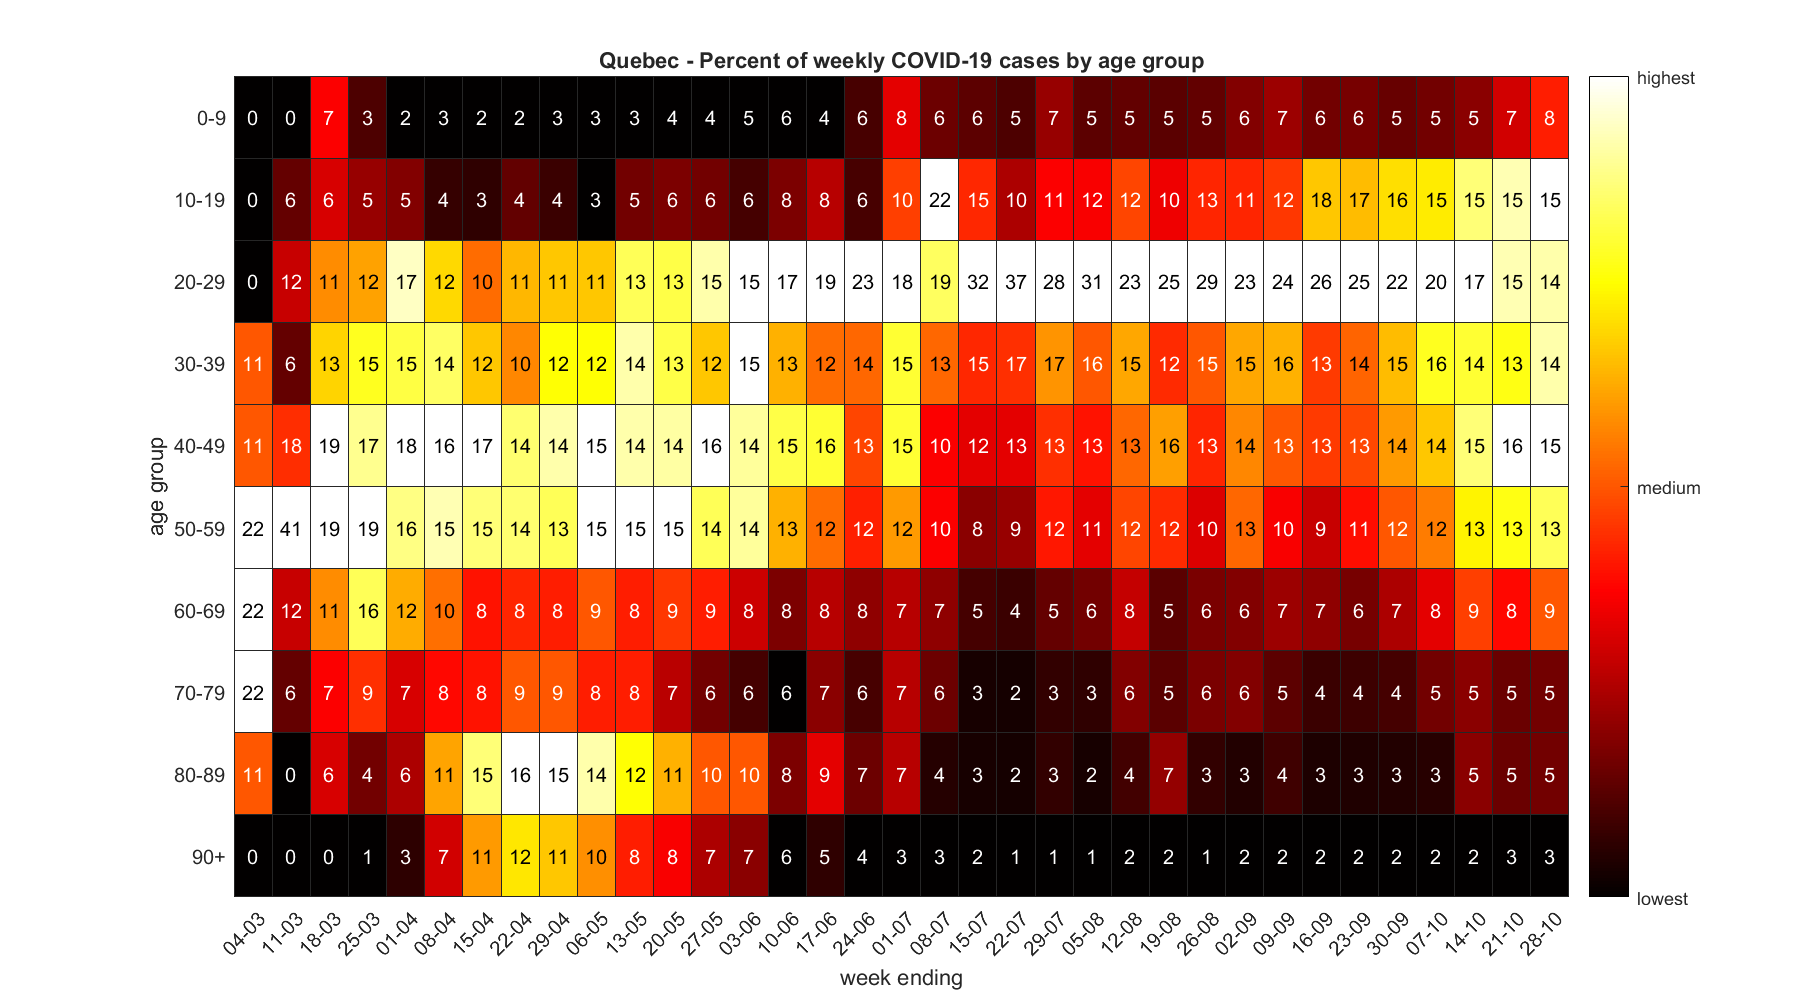 Quebec - Percent of weekly COVID-19 cases by age group
highest
0-9 0 0 7 3 2 3 2 2 3 3 3 4 4 5 6 4 6 8 6 6 5 7 5 5 5 5 6 7 6 6 5 5 5 7 8
10-19 0 6 6 5 5 4 3 4 4 3 5 6 6 6 8 8 6 10 22 15 10 11 12 12 10 13 11 12 18 17 16 15 15 15 15
20-29 0 12 11 12 17 12 10 11 11 11 13 13 15 15 17 19 23 18 19 32 37 28 31 23 25 29 23 24 26 25 22 20 17 15 14
30-39 11 6 13 15 15 14 12 10 12 12 14 13 12 15 13 12 14 15 13 15 17 17 16 15 12 15 15 16 13 14 15 16 14 13 14
40-49 11 18 19 17 18 16 17 14 14 15 14 14 16 14 15 16 13 15 10 12 13 13 13 13 16 13 14 13 13 13 14 14 15 16 15
medium
age group
50-59 22 41 19 19 16 15 15 14 13 15 15 15 14 14 13 12 12 12 10 8 9 12 11 12 12 10 13 10 9 11 12 12 13 13 13
60-69 22 12 11 16 12 10 8 8 8 9 8 9 9 8 8 8 8 7 7 5 4 5 6 8 5 6 6 7 7 6 7 8 9 8 9
70-79 22 6 7 9 7 8 8 9 9 8 8 7 6 6 6 7 6 7 6 3 2 3 3 6 5 6 6 5 4 4 4 5 5 5 5
80-89 11 0 6 4 6 11 15 16 15 14 12 11 10 10 8 9 7 7 4 3 2 3 2 4 7 3 3 4 3 3 3 3 5 5 5
90+ 0 0 0 1 3 7 11 12 11 10 8 8 7 7 6 5 4 3 3 2 1 1 1 2 2 1 2 2 2 2 2 2 2 3 3
lowest
04-03 11-03 18-03 25-03 01-04 08-04 15-04 22-04 29-04 06-05 13-05 20-05 27-05 03-06 10-06 17-06 24-06 01-07 08-07 15-07 22-07 29-07 05-08 12-08 19-08 26-08 02-09 09-09 16-09 23-09 30-09 07-10 14-10 21-10 28-10
week ending